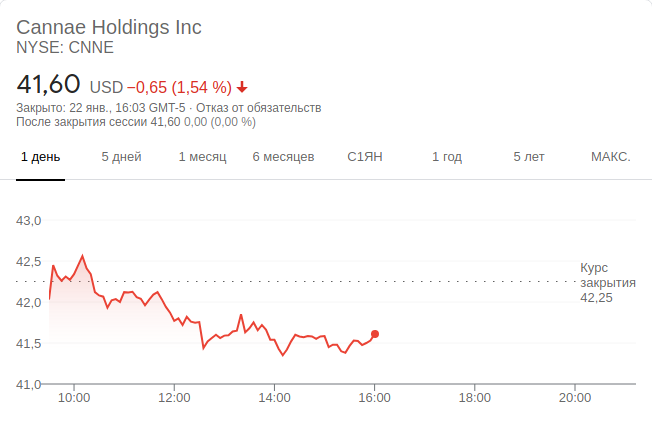 Cannae Holdings Inc
NYSE: CNNE
41,60 USD −0,65 (1,54 %)
Закрыто: 22 янв., 16:03 GMT-5 · Отказ от обязательств
После закрытия сессии 41,60 0,00 (0,00 %)
1 день 5 дней 1 месяц 6 месяцев С1ЯН 1 год 5 лет МАКС.
43,0
42,5
Курс
закрытия
42,25
42,0
41,5
41,0
10:00 12:00 14:00 16:00 18:00 20:00